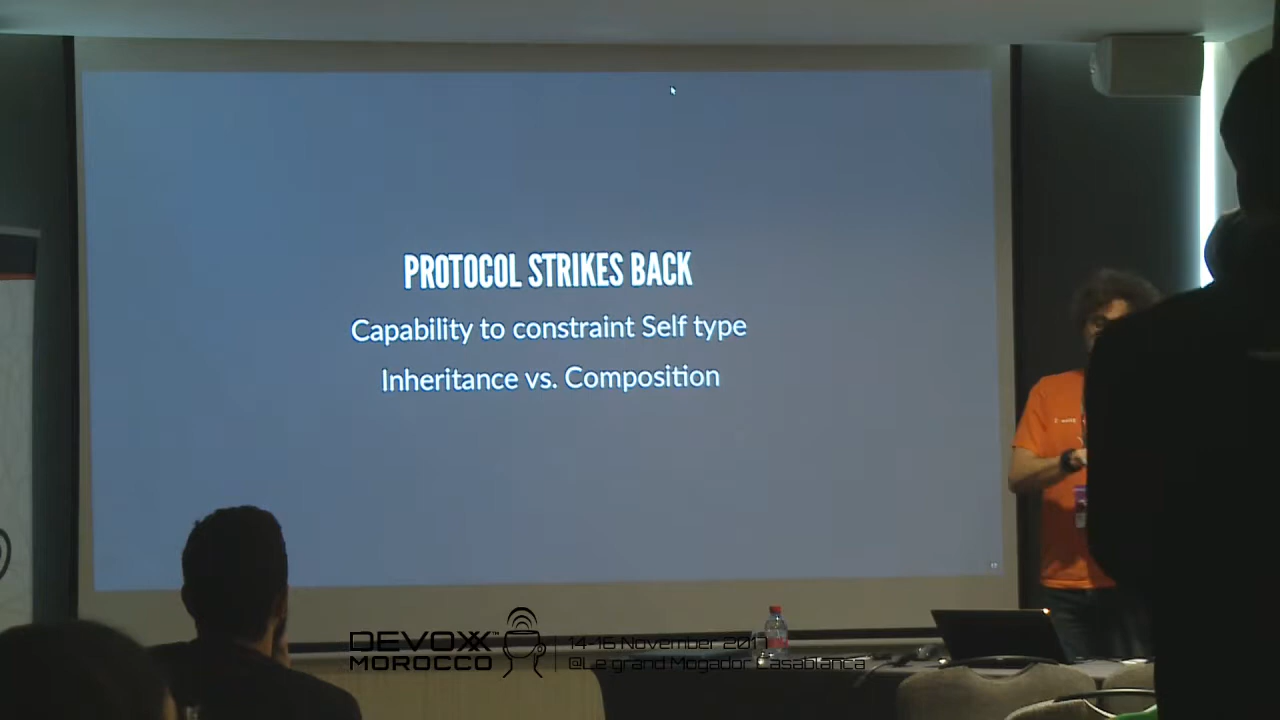 PROTOCOL STRIKES BACK
Capability to constraint Self type
Inheritance vs. Composition
DEVOXX™
MOROCCO
14-16 November 2017
@Le grand Mogador Casablanca